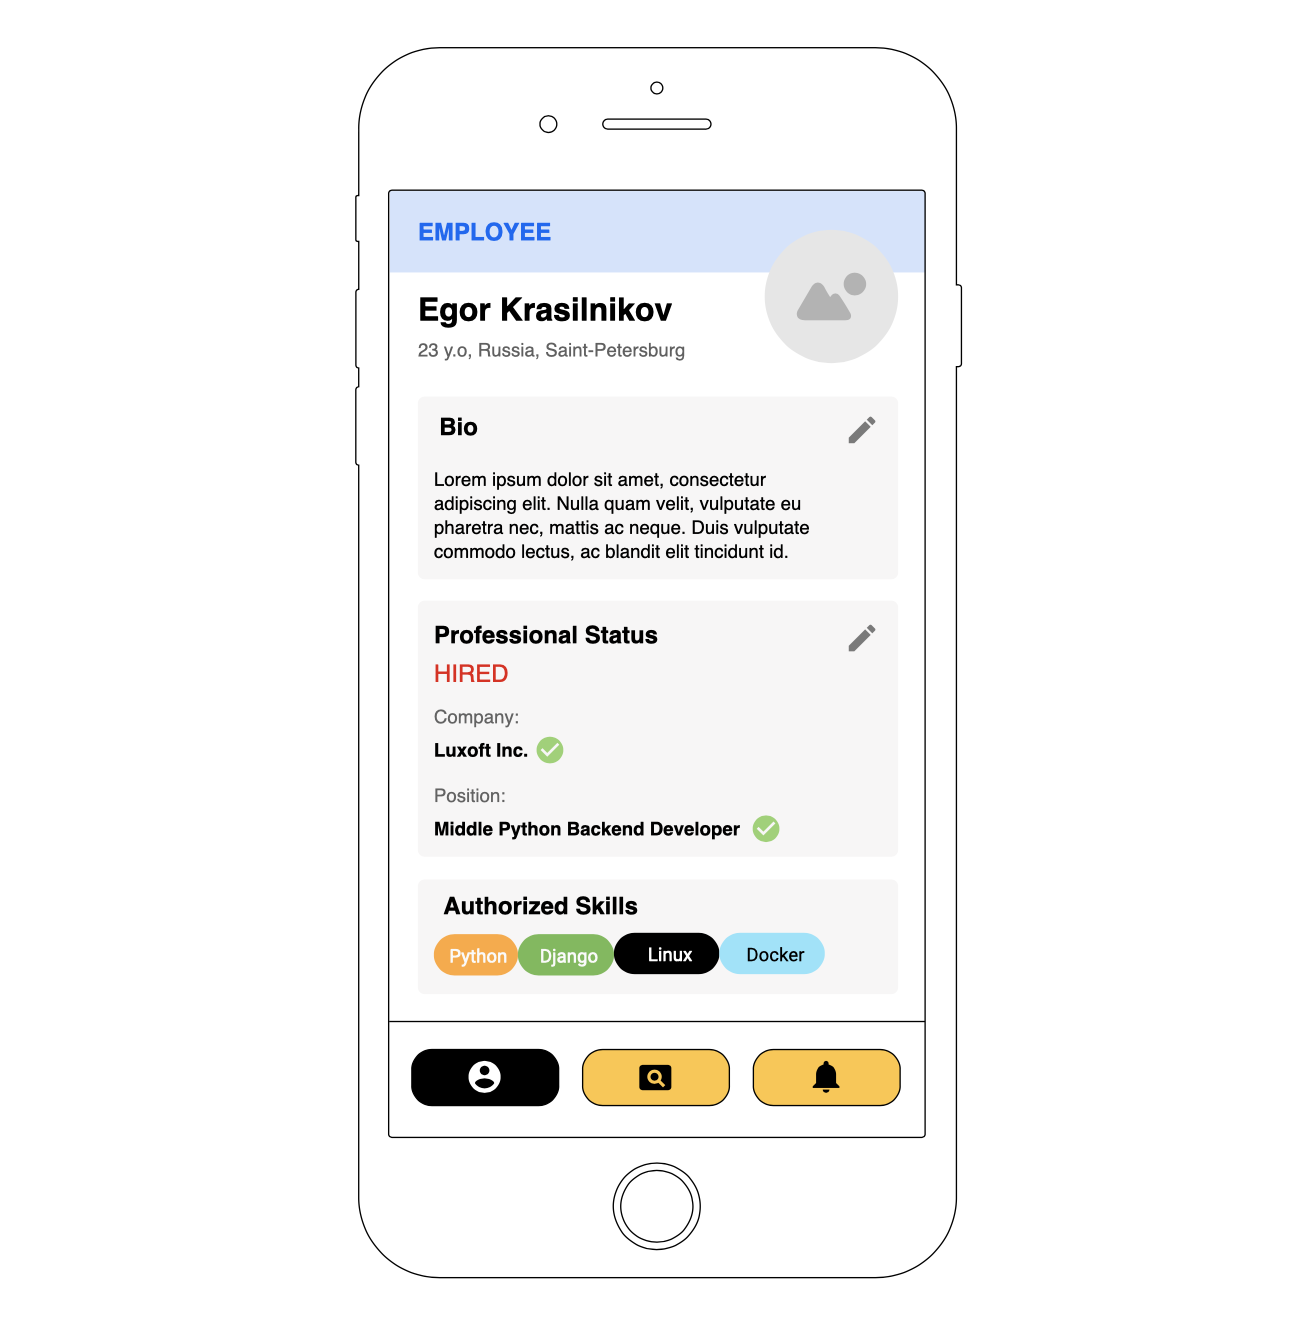 EMPLOYEE
Egor Krasilnikov
23 y.o, Russia, Saint-Petersburg
Bio
Lorem ipsum dolor sit amet, consectetur
adipiscing elit. Nulla quam velit, vulputate eu
pharetra nec, mattis ac neque. Duis vulputate
commodo lectus, ac blandit elit tincidunt id.
Professional Status
HIRED
Company:
Luxoft Inc.
Position:
Middle Python Backend Developer
Authorized Skills
Python Django Linux Docker